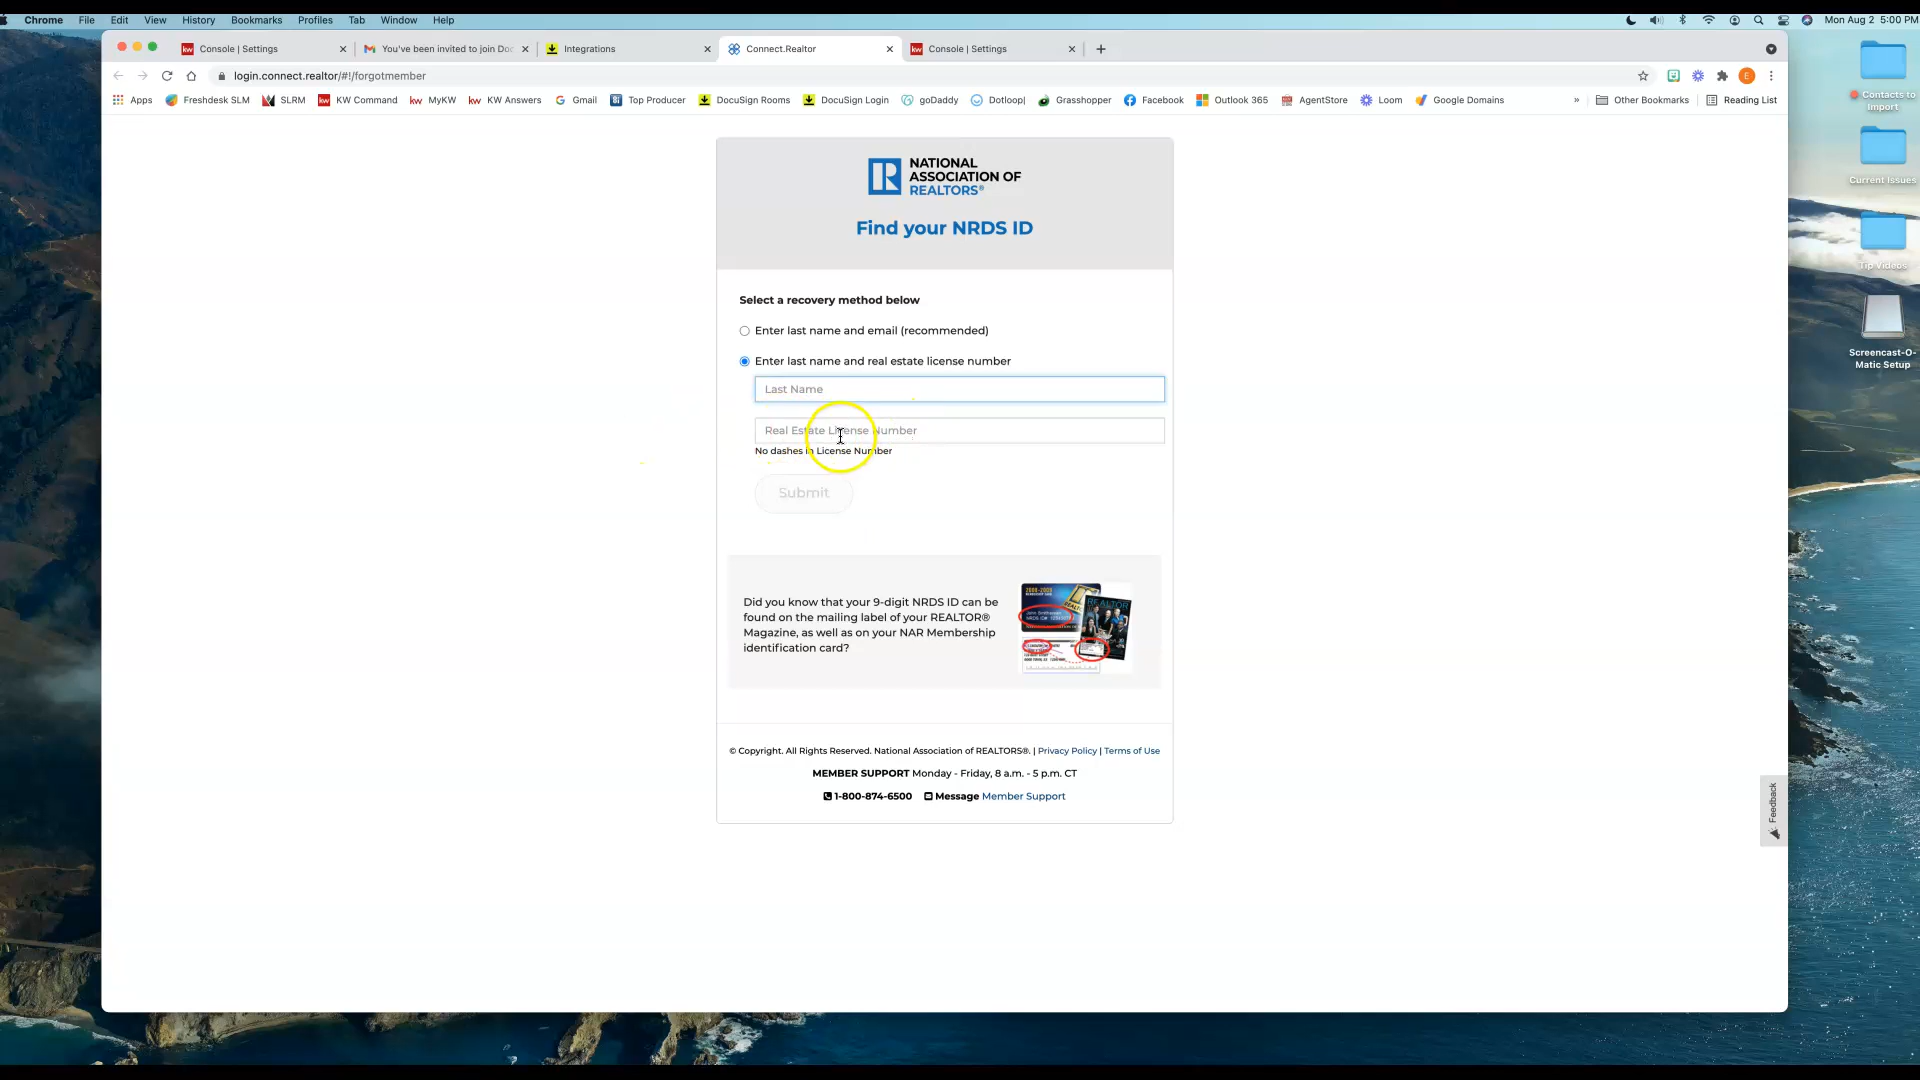 Chrome File Edit View History Bookmarks Profiles Tab Window Help Mon Aug 2 5:00 PM
Console | Settings You've been invited to join Doc Integrations Connect.Realtor Console | Settings
login.connect.realtor/#!/forgotmember E
Apps Freshdesk SLM SLRM KW Command MyKW KW Answers Gmail Top Producer DocuSign Rooms DocuSign Login goDaddy Dotloop| Grasshopper Facebook Outlook 365 AgentStore Loom Google Domains » Other Bookmarks Reading List
Contacts to
Import
Current Issues
Tip Videos
Screencast-O-
Matic Setup
NATIONAL
ASSOCIATION OF
REALTORS®
Find your NRDS ID
Select a recovery method below
Enter last name and email (recommended)
Enter last name and real estate license number
Last Name
Real Estate License Number
No dashes in License Number
Submit
Did you know that your 9-digit NRDS ID can be
found on the mailing label of your REALTOR®
Magazine, as well as on your NAR Membership
identification card?
REALTOR
© Copyright. All Rights Reserved. National Association of REALTORS®. | Privacy Policy | Terms of Use
MEMBER SUPPORT Monday - Friday, 8 a.m. - 5 p.m. CT
1-800-874-6500 Message Member Support
Feedback